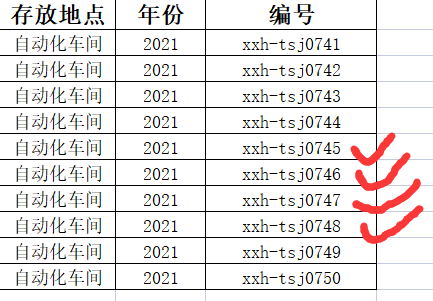 存放地点 年份 编号
自动化车间 2021 xxh-tsj0741
自动化车间 2021 xxh-tsj0742
自动化车间 2021 xxh-tsj0743
自动化车间 2021 xxh-tsj0744
自动化车间 2021 xxh-tsj0745
自动化车间 2021 xxh-tsj0746
自动化车间 2021 xxh-tsj0747
自动化车间 2021 xxh-tsj0748
自动化车间 2021 xxh-tsj0749
自动化车间 2021 xxh-tsj0750